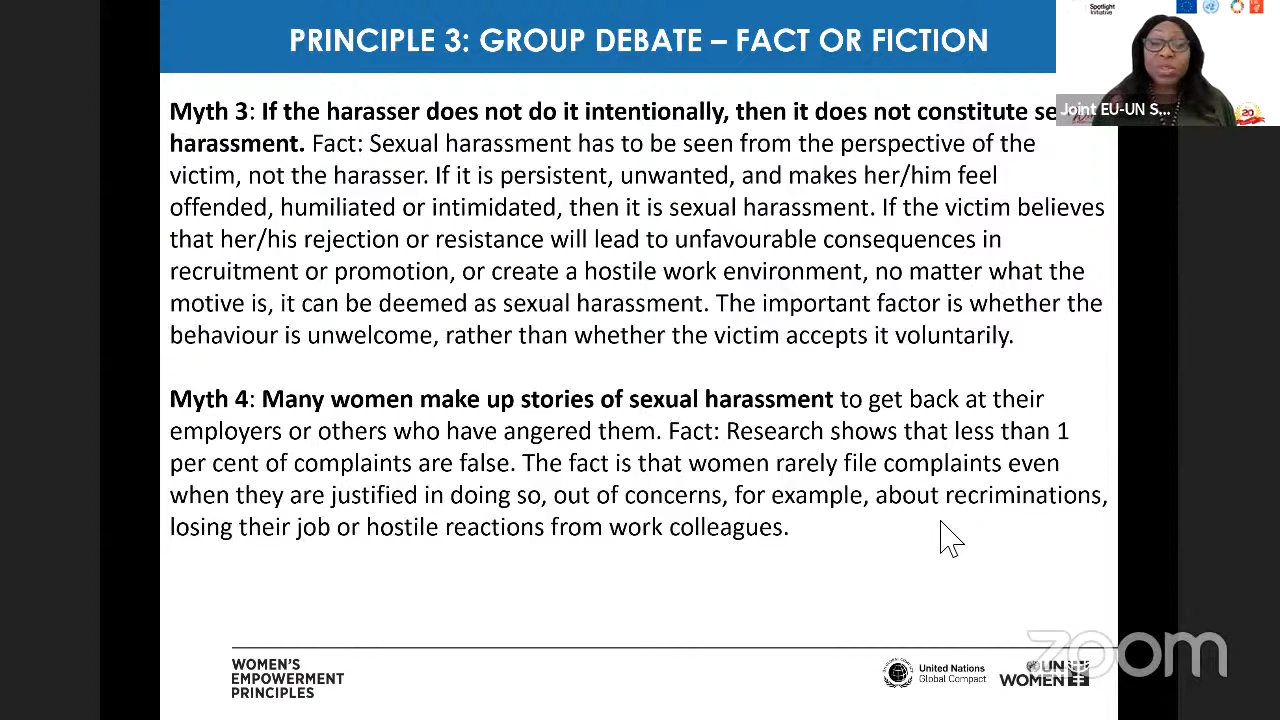 PRINCIPLE 3: GROUP DEBATE – FACT OR FICTION
Spotlight
Initiative
Joint EU-UN S...
20
Myth 3: If the harasser does not do it intentionally, then it does not constitute se
harassment. Fact: Sexual harassment has to be seen from the perspective of the
victim, not the harasser. If it is persistent, unwanted, and makes her/him feel
offended, humiliated or intimidated, then it is sexual harassment. If the victim believes
that her/his rejection or resistance will lead to unfavourable consequences in
recruitment or promotion, or create a hostile work environment, no matter what the
motive is, it can be deemed as sexual harassment. The important factor is whether the
behaviour is unwelcome, rather than whether the victim accepts it voluntarily.
Myth 4: Many women make up stories of sexual harassment to get back at their
employers or others who have angered them. Fact: Research shows that less than 1
per cent of complaints are false. The fact is that women rarely file complaints even
when they are justified in doing so, out of concerns, for example, about recriminations,
losing their job or hostile reactions from work colleagues.
WOMEN'S
EMPOWERMENT
PRINCIPLES
United Nations
Global Compact
UN
WOMEN
zoom